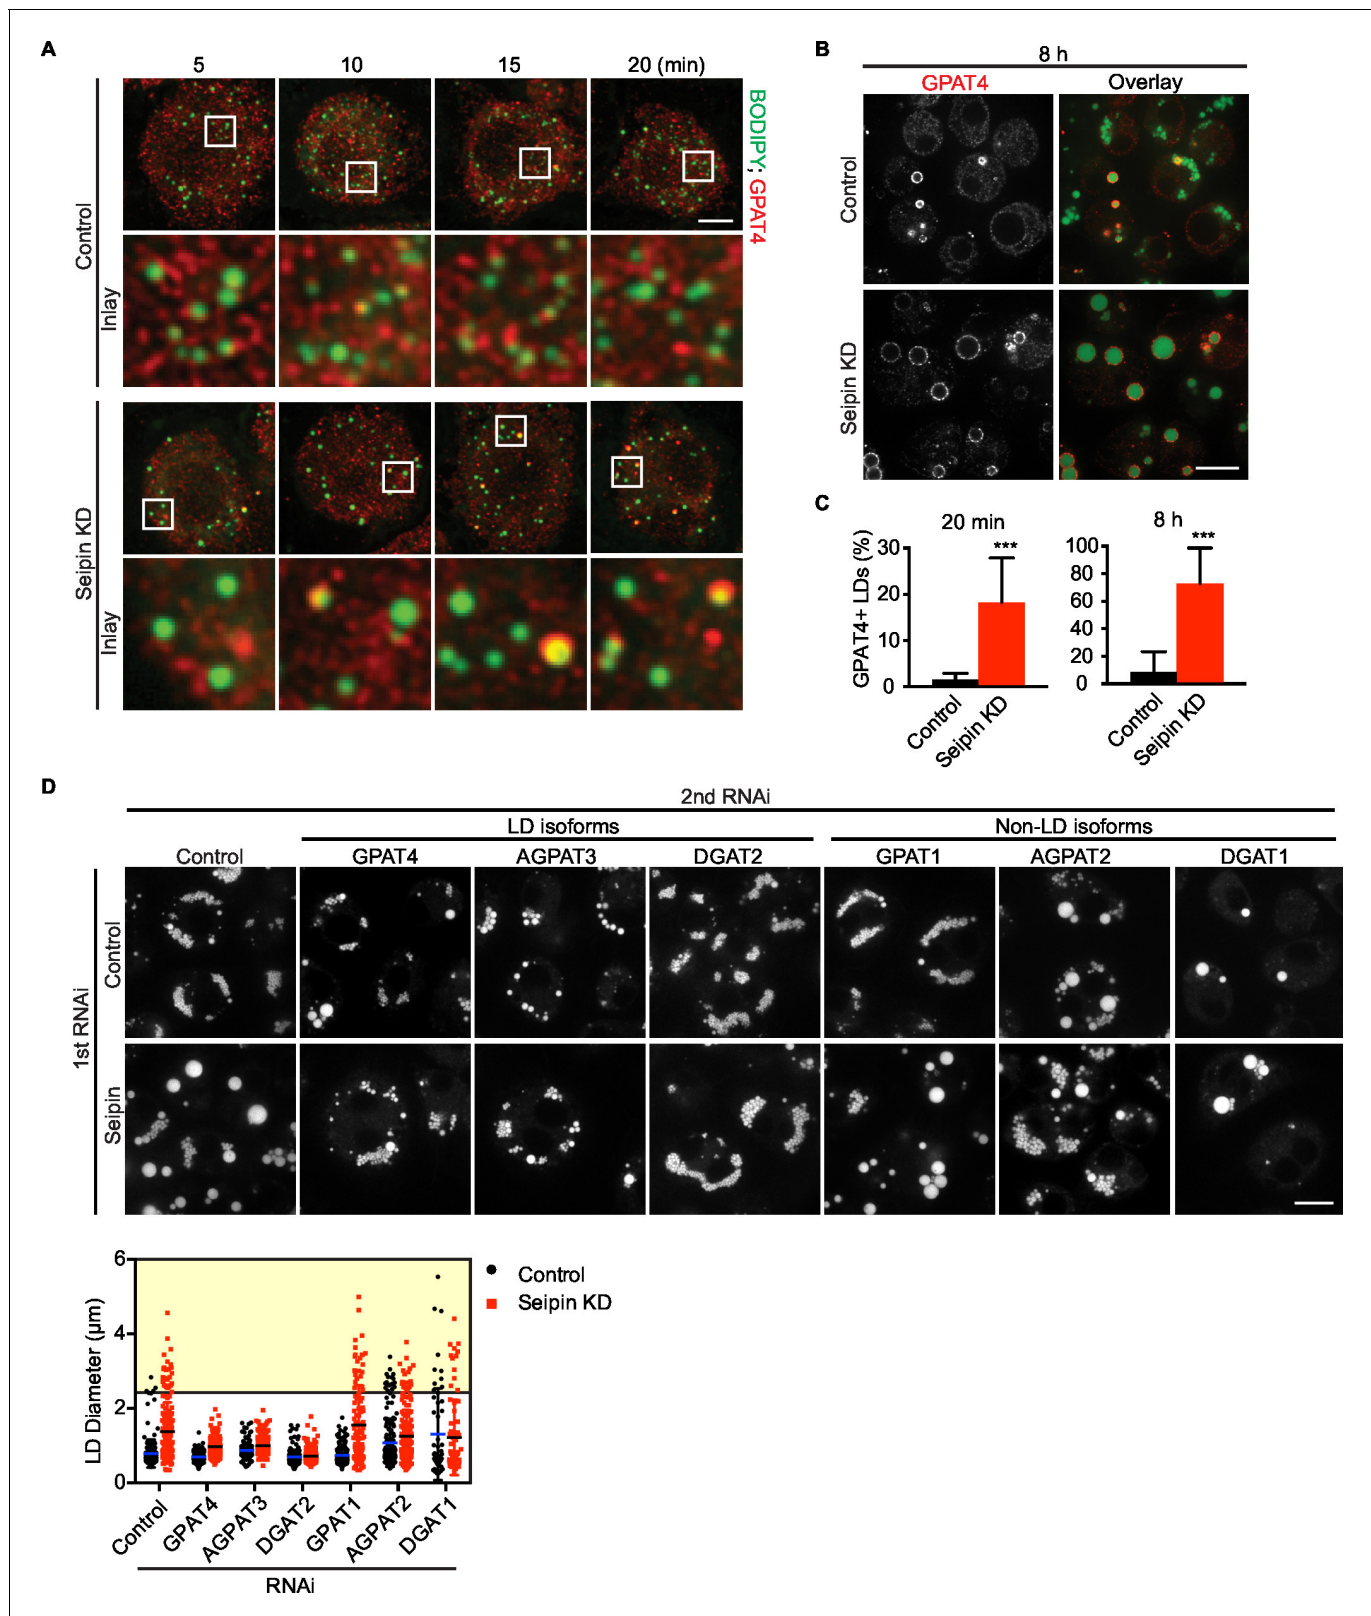 A
5 10 15 20 (min)
Control
Inlay
Seipin KD
Inlay
BODIPY; GPAT4
B
8 h
GPAT4 Overlay
Control
Seipin KD
C
20 min
***
GPAT4+ LDs (%)
30
20
10
0
Control
Seipin KD
8 h
***
100
80
60
40
20
0
Control
Seipin KD
D
2nd RNAi
LD isoforms Non-LD isoforms
Control GPAT4 AGPAT3 DGAT2 GPAT1 AGPAT2 DGAT1
1st RNAi
Control
Seipin
LD Diameter (µm)
6
4
2
0
Control
GPAT4
AGPAT3
DGAT2
GPAT1
AGPAT2
DGAT1
RNAi
Control
Seipin KD